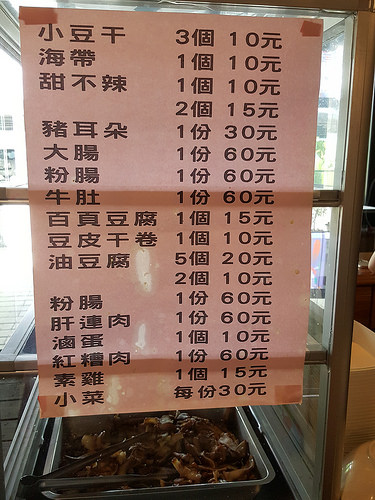 小豆干 3個 10元
海帶 1個 10元
甜不辣 1個 10元
2個 15元
豬耳朵 1份 30元
大腸 1份 60元
粉腸 1份 60元
牛肚 1份 60元
百頁豆腐 1個 15元
豆皮干卷 1個 10元
油豆腐 5個 20元
2個 10元
粉腸 1份 60元
肝連肉 1份 60元
滷蛋 1個 10元
紅糟肉 1份 60元
素雞 1個 15元
小菜 每份30元